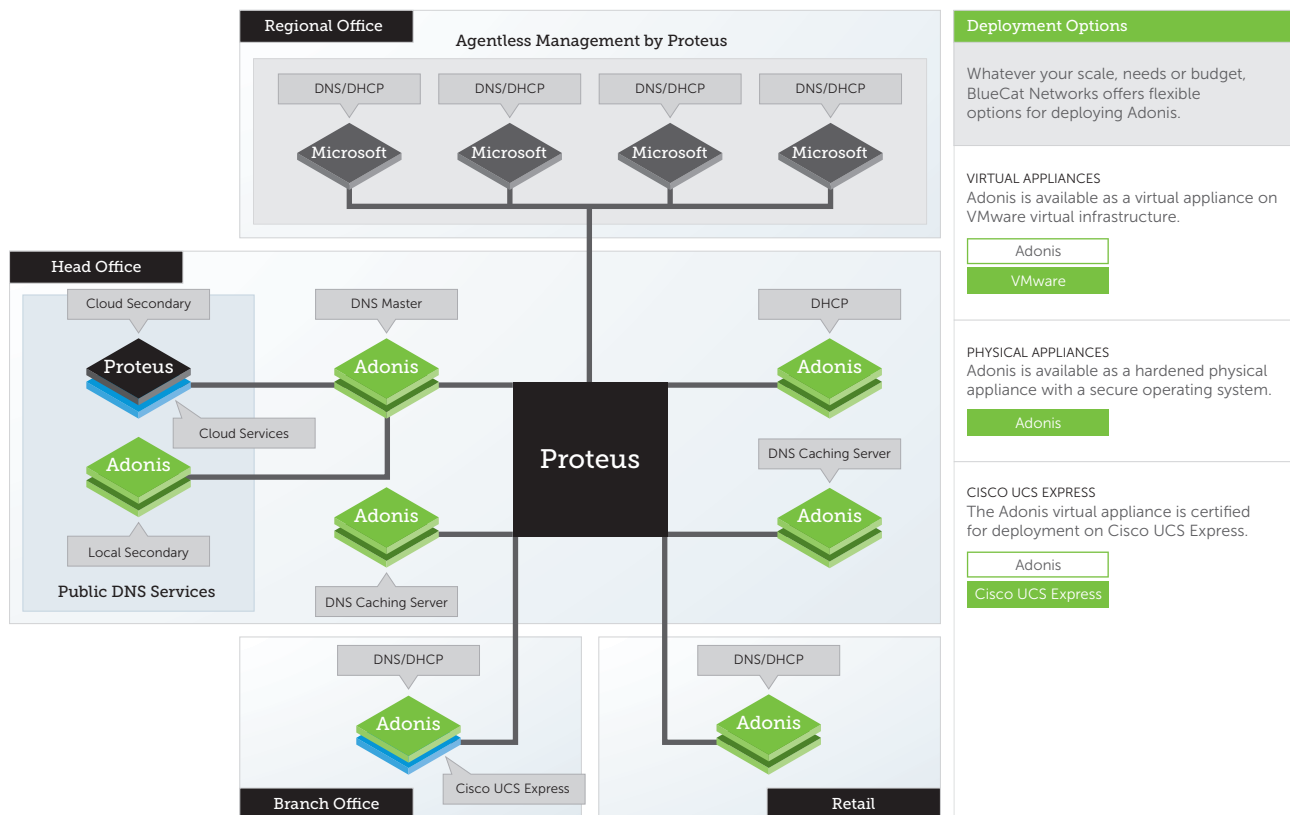 Regional Office
Agentless Management by Proteus
DNS/DHCP
DNS/DHCP
DNS/DHCP
DNS/DHCP
Microsoft
Microsoft
Microsoft
Microsoft
Head Office
Cloud Secondary
DNS Master
DHCP
Proteus
Adonis
Adonis
Cloud Services
Proteus
DNS Caching Server
Adonis
Adonis
Adonis
Local Secondary
Public DNS Services
DNS Caching Server
DNS/DHCP
DNS/DHCP
Adonis
Adonis
Cisco UCS Express
Branch Office
Retail
Deployment Options
Whatever your scale, needs or budget,
BlueCat Networks offers flexible
options for deploying Adonis.
VIRTUAL APPLIANCES
Adonis is available as a virtual appliance on
VMware virtual infrastructure.
Adonis
VMware
PHYSICAL APPLIANCES
Adonis is available as a hardened physical
appliance with a secure operating system.
Adonis
CISCO UCS EXPRESS
The Adonis virtual appliance is certified
for deployment on Cisco UCS Express.
Adonis
Cisco UCS Express